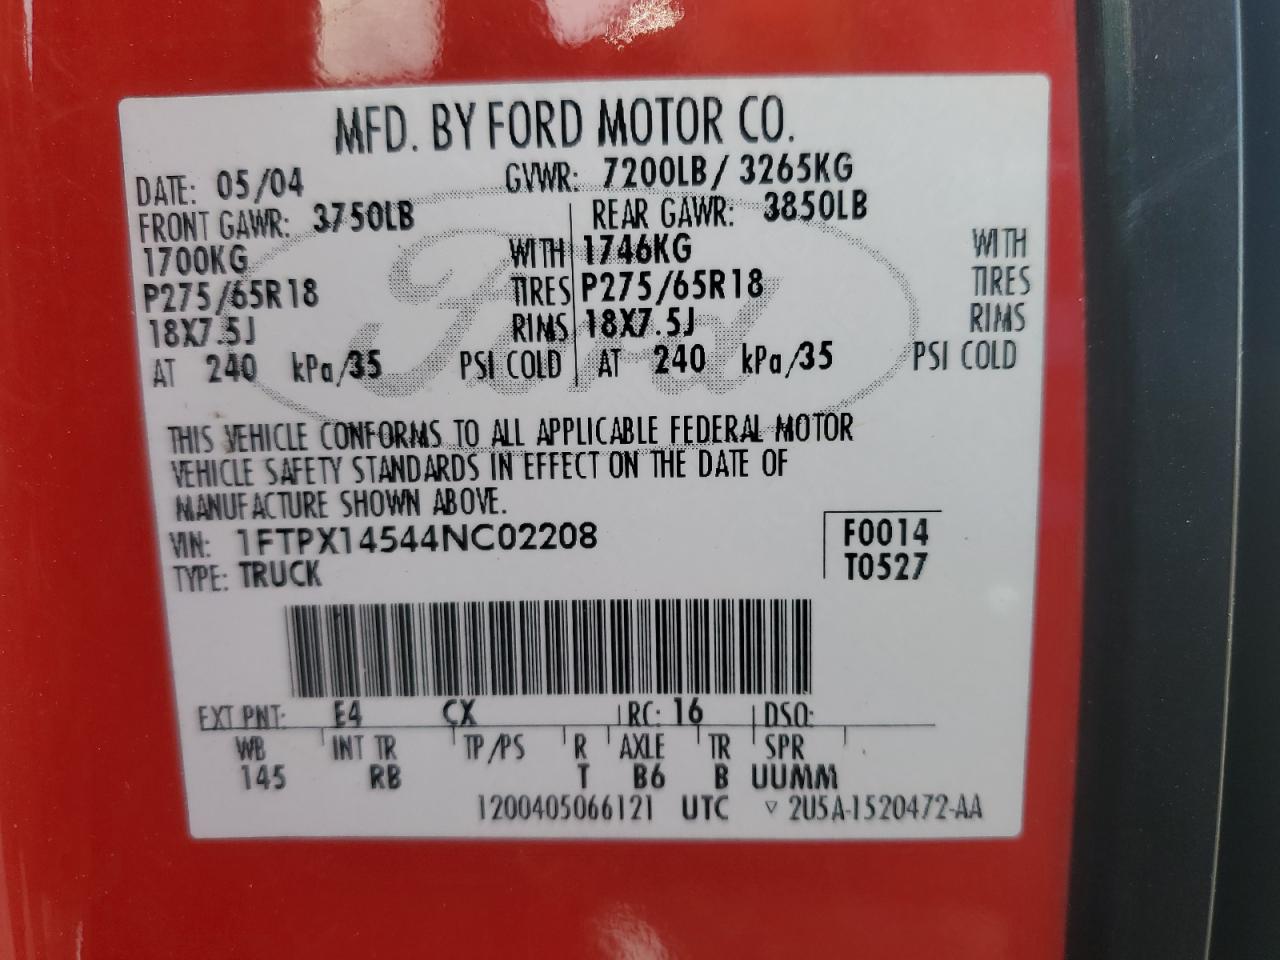 MFD. BY FORD MOTOR CO.
DATE: 05/04 GVWR: 7200LB/ 3265KG
FRONT GAWR: 3750LB REAR GAWR: 3850LB
1700KG WITH 1746KG WITH
P275/65R18 TIRES P275/65R18 TIRES
18X7.5J RIMS 18X7.5J RIMS
AT 240 kPa/35 PSI COLD AT 240 kPa/35 PSI COLD
Ford
THIS VEHICLE CONFORMS TO ALL APPLICABLE FEDERAL MOTOR
VEHICLE SAFETY STANDARDS IN EFFECT ON THE DATE OF
MANUFACTURE SHOWN ABOVE.
VIN: 1FTPX14544NC02208 F0014
TYPE: TRUCK T0527
EXT PNT: E4 CX RC: 16 DSO:
WB INT TR TP/PS R AXLE TR SPR
145 RB T B6 B UUMM
1200405066121 UTC ▽ 2U5A-1520472-AA